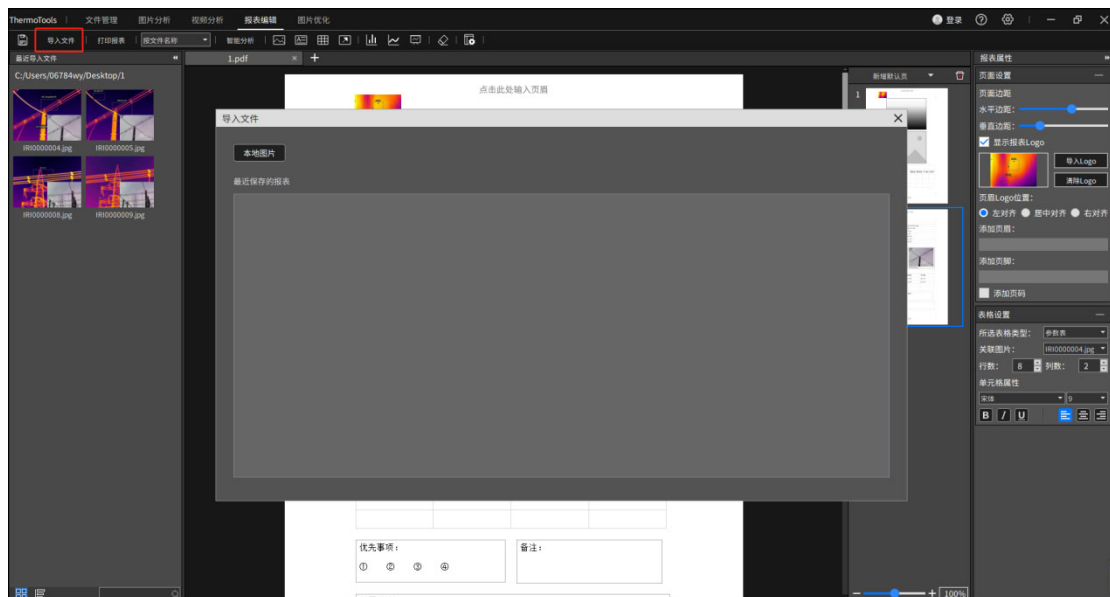 ThermoTools | 文件管理 图片分析 视频分析 报表编辑 图片优化 登录
导入文件 打印报表 按文件名称 智能分析
最近导入文件
C:/Users/06784wy/Desktop/1
IRI0000004.jpg IRI0000005.jpg
IRI0000008.jpg IRI0000009.jpg
1.pdf × +
点击此处输入页眉
导入文件
本地图片
最近保存的报表
优先事项：
① ② ③ ④
备注：
新增默认页
1
100%
报表属性
页面设置
页面边距
水平边距：
垂直边距：
显示报表Logo
导入Logo
清除Logo
页眉Logo位置：
左对齐 居中对齐 右对齐
添加页眉：
添加页脚：
添加页码
表格设置
所选表格类型： 参数表
关联图片： IRI0000004.jpg
行数： 8 列数： 2
单元格属性
宋体 9
B I U